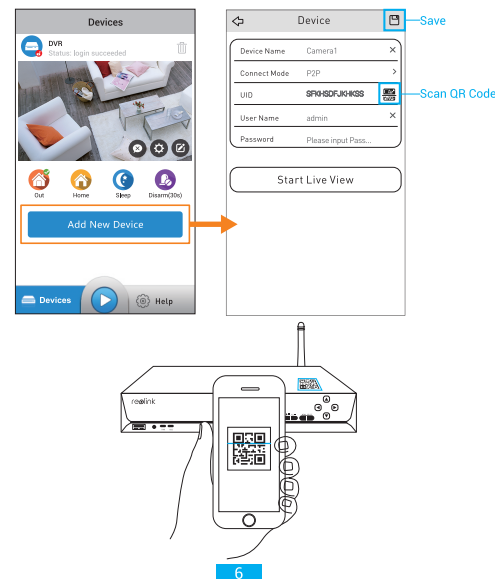 Devices
DVR
Status: login succeeded
Out
Home
Sleep
Disarm(30s)
Add New Device
Devices
Help
Device
Save
Device Name
Camera1
Connect Mode
P2P
UID
SFKIHSDFJKHKSS
Scan QR Code
User Name
admin
Password
Please input Pass...
Start Live View
reolink
6